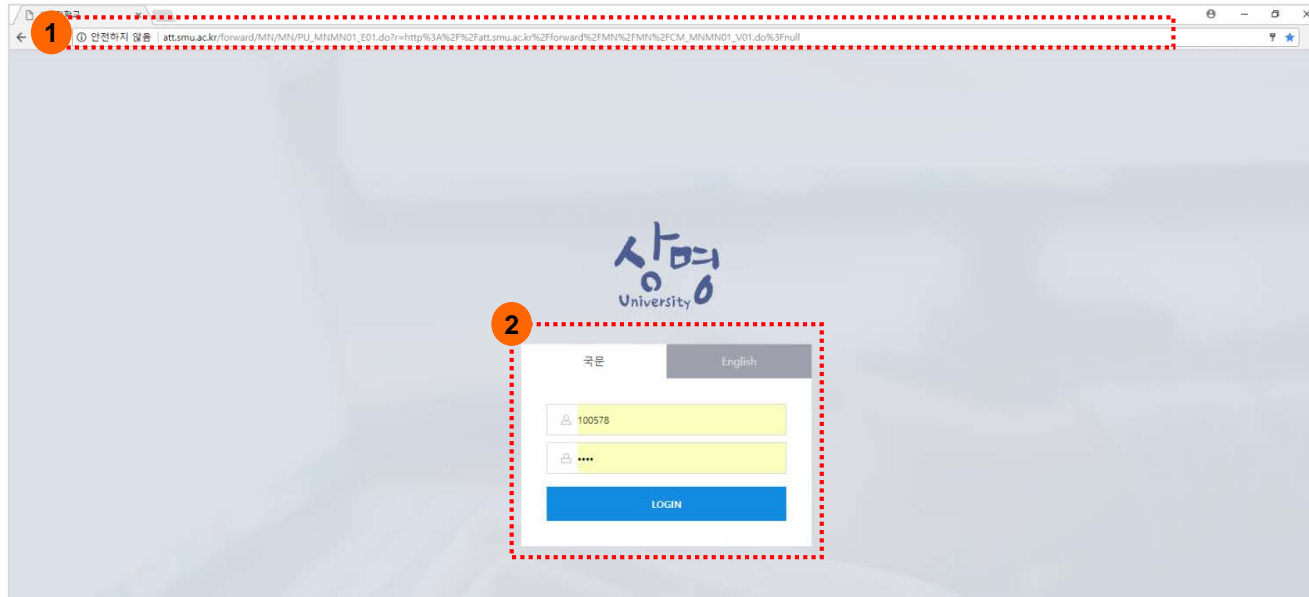 1
안전하지 않음 | att.smu.ac.kr/forward/MN/MN/PU_MNMN01_E01.do?r=http%3A%2F%2Fatt.smu.ac.kr%2Fforward%2FMN%2FMN%2FCM_MNMN01_V01.do%3Fnull
상명
University
2
국문 English
100578
••••
LOGIN